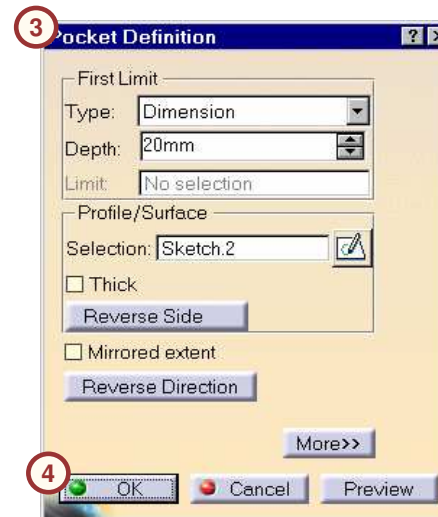 3
Pocket Definition
First Limit
Type: Dimension
Depth: 20mm
Limit: No selection
Profile/Surface
Selection: Sketch.2
Thick
Reverse Side
Mirrored extent
Reverse Direction
More>>
4
OK Cancel Preview